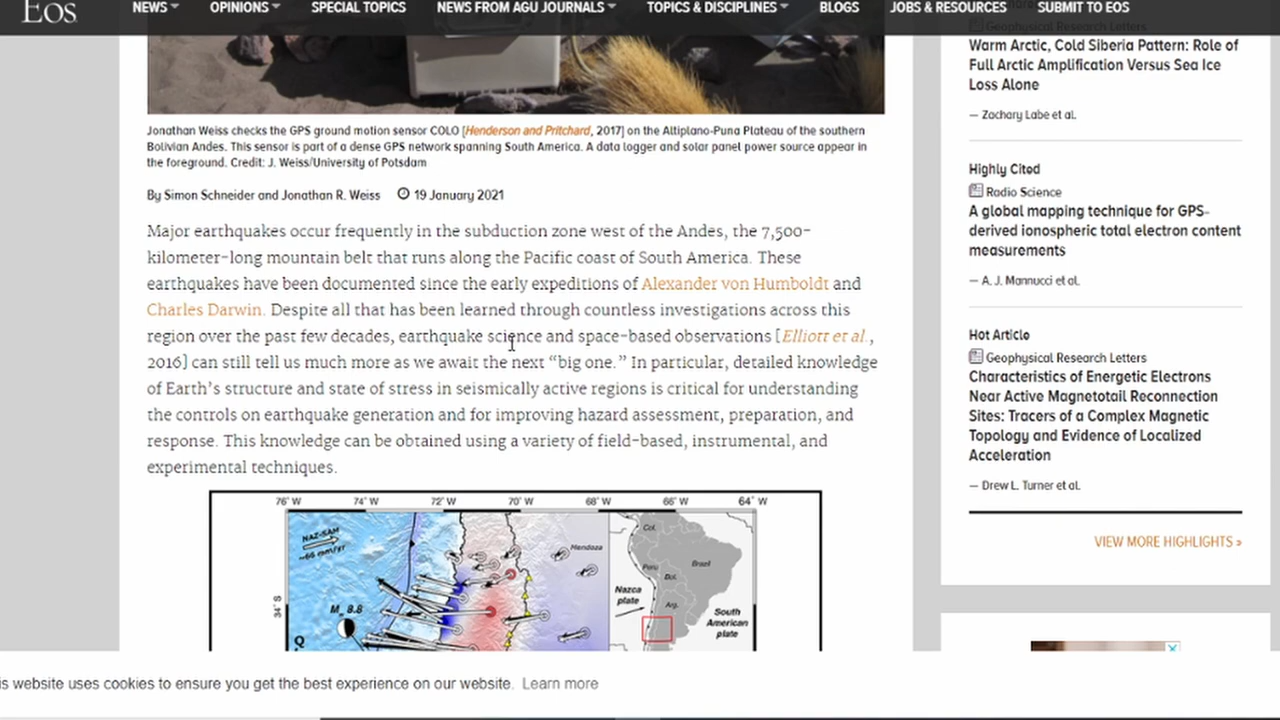 Eos
NEWS OPINIONS SPECIAL TOPICS NEWS FROM AGU JOURNALS TOPICS & DISCIPLINES BLOGS JOBS & RESOURCES SUBMIT TO EOS
Jonathan Weiss checks the GPS ground motion sensor COLO [Henderson and Pritchard, 2017] on the Altiplano-Puna Plateau of the southern
Bolivian Andes. This sensor is part of a dense GPS network spanning South America. A data logger and solar panel power source appear in
the foreground. Credit: J. Weiss/University of Potsdam
By Simon Schneider and Jonathan R. Weiss 19 January 2021
Major earthquakes occur frequently in the subduction zone west of the Andes, the 7,500-
kilometer-long mountain belt that runs along the Pacific coast of South America. These
earthquakes have been documented since the early expeditions of Alexander von Humboldt and
Charles Darwin. Despite all that has been learned through countless investigations across this
region over the past few decades, earthquake science and space-based observations [Elliott et al.,
2016] can still tell us much more as we await the next “big one.” In particular, detailed knowledge
of Earth’s structure and state of stress in seismically active regions is critical for understanding
the controls on earthquake generation and for improving hazard assessment, preparation, and
response. This knowledge can be obtained using a variety of field-based, instrumental, and
experimental techniques.
76° W 74° W 72° W 70° W 68° W 66° W 64° W
NAZ-SAM
~66 mm/yr
Mendoza
34° S
Mw 8.8
Q
Col.
Peru
Brazil
Bol.
Arg.
Nazca
plate
South
American
plate
Geophysical Research Letters
Warm Arctic, Cold Siberia Pattern: Role of
Full Arctic Amplification Versus Sea Ice
Loss Alone
— Zachary Labe et al.
Highly Cited
Radio Science
A global mapping technique for GPS-
derived ionospheric total electron content
measurements
— A. J. Mannucci et al.
Hot Article
Geophysical Research Letters
Characteristics of Energetic Electrons
Near Active Magnetotail Reconnection
Sites: Tracers of a Complex Magnetic
Topology and Evidence of Localized
Acceleration
— Drew L. Turner et al.
VIEW MORE HIGHLIGHTS »
is website uses cookies to ensure you get the best experience on our website. Learn more